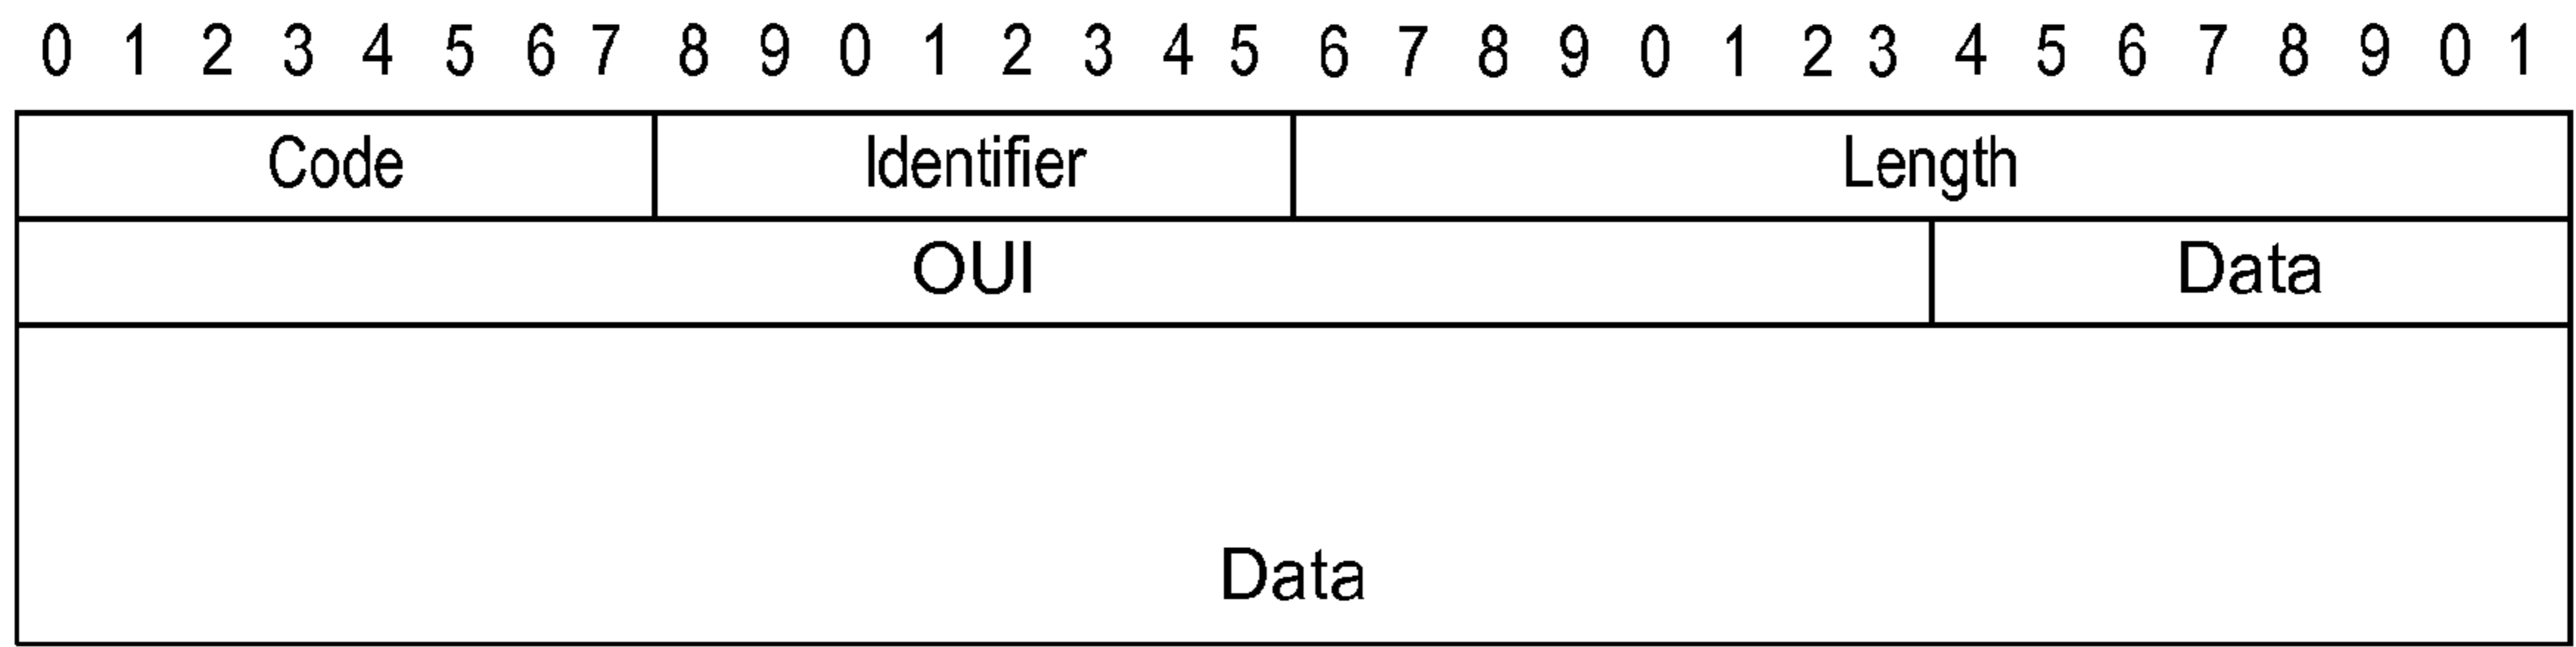 0 1 2 3 4 5 6 7 8 9 0 1 2 3 4 5 6 7 8 9 0 1 2 3 4 5 6 7 8 9 0 1
Code Identifier Length
OUI Data
Data